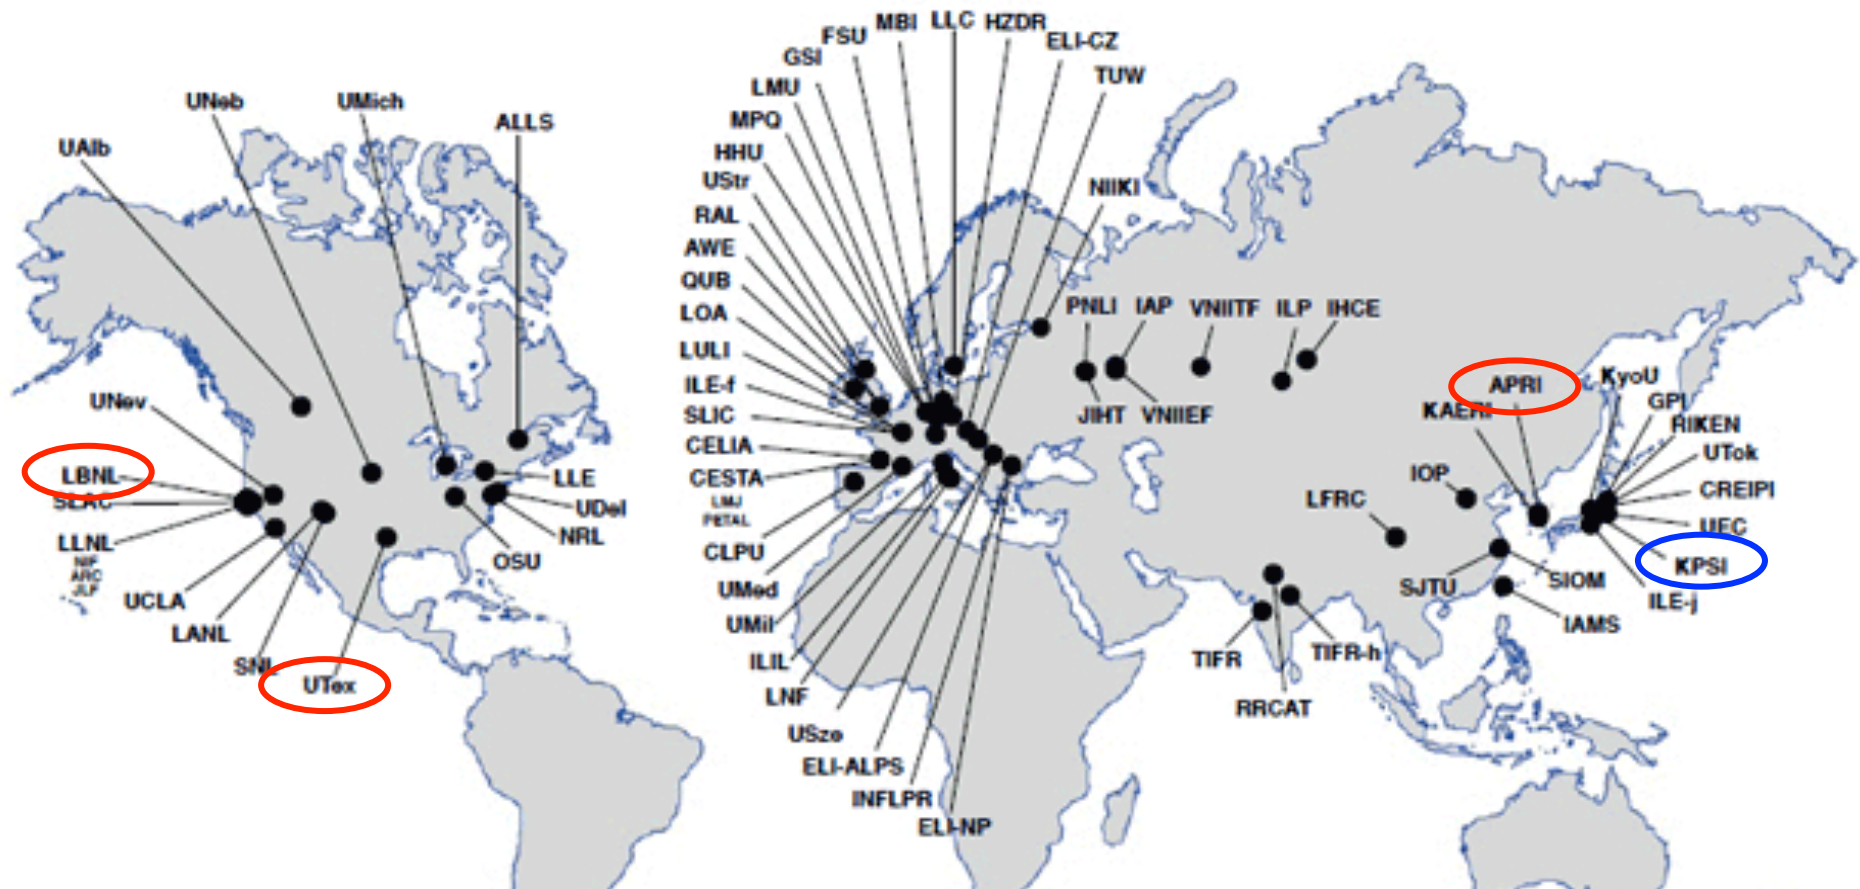 UNeb
UMich
ALLS
UAlb
UNev
LBNL
SLAC
LLNL
NIF
ARC
JLF
UCLA
LANL
SNL
UTex
LLE
UDel
NRL
OSU
MBI
LLC
HZDR
FSU
ELI-CZ
GSI
TUW
LMU
MPQ
HHU
UStr
NIIKI
RAL
AWE
QUB
LOA
LULI
ILE-f
SLIC
CELIA
CESTA
LMJ
PETAL
CLPU
UMed
UMil
ILIL
LNF
USze
ELI-ALPS
INFLPR
ELI-NP
PNLI
IAP
VNIITF
ILP
IHCE
JIHT
VNIIEF
APRI
KyoU
KAERI
GPI
RIKEN
UTok
IOP
CREIPI
LFRC
UEC
KPSI
SJTU
SIOM
ILE-j
IAMS
TIFR
TIFR-h
RRCAT